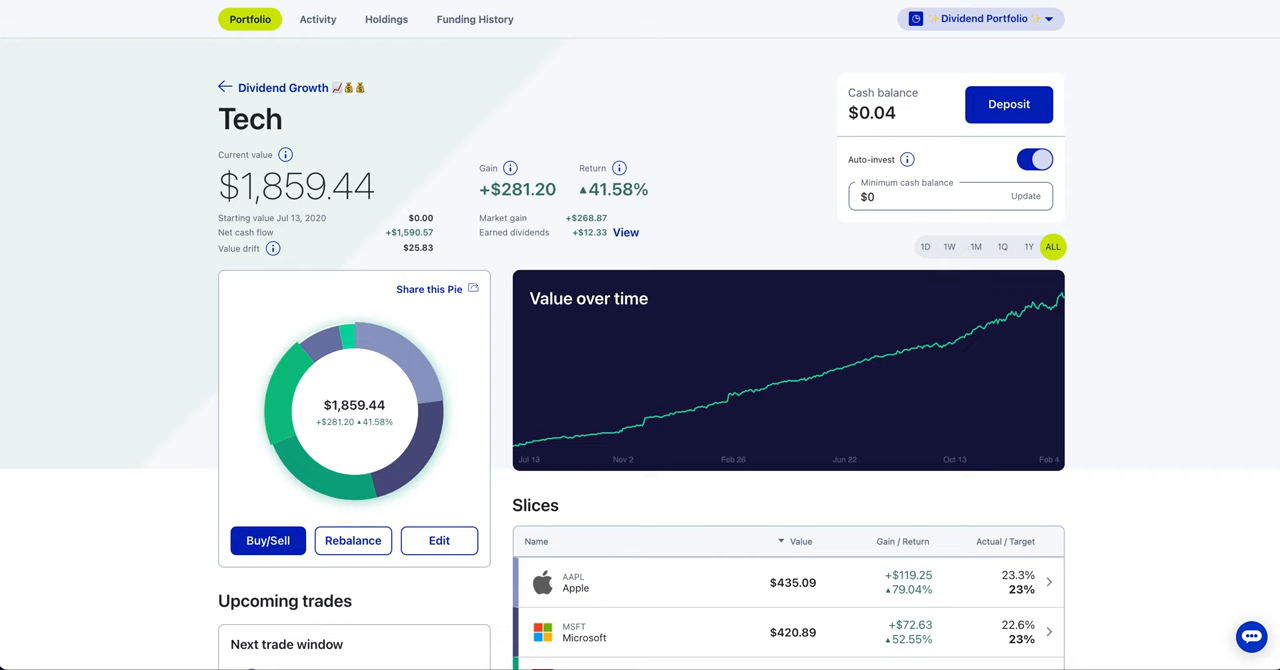 Portfolio
Activity
Holdings
Funding History
✨Dividend Portfolio✨
Dividend Growth 📈💰💰
Tech
Cash balance
$0.04
Deposit
Current value
$1,859.44
Gain
+$281.20
Return
▲41.58%
Auto-invest
Minimum cash balance
$0
Update
Starting value Jul 13, 2020
$0.00
Net cash flow
+$1,590.57
Value drift
$25.83
Market gain
+$268.87
Earned dividends
+$12.33
View
1D
1W
1M
1Q
1Y
ALL
Share this Pie
$1,859.44
+$281.20 ▲41.58%
Buy/Sell
Rebalance
Edit
Value over time
Jul 13
Nov 2
Feb 26
Jun 22
Oct 13
Feb 4
Slices
Name
Value
Gain / Return
Actual / Target
AAPL
Apple
$435.09
+$119.25
▲79.04%
23.3%
23%
MSFT
Microsoft
$420.89
+$72.63
▲52.55%
22.6%
23%
Upcoming trades
Next trade window